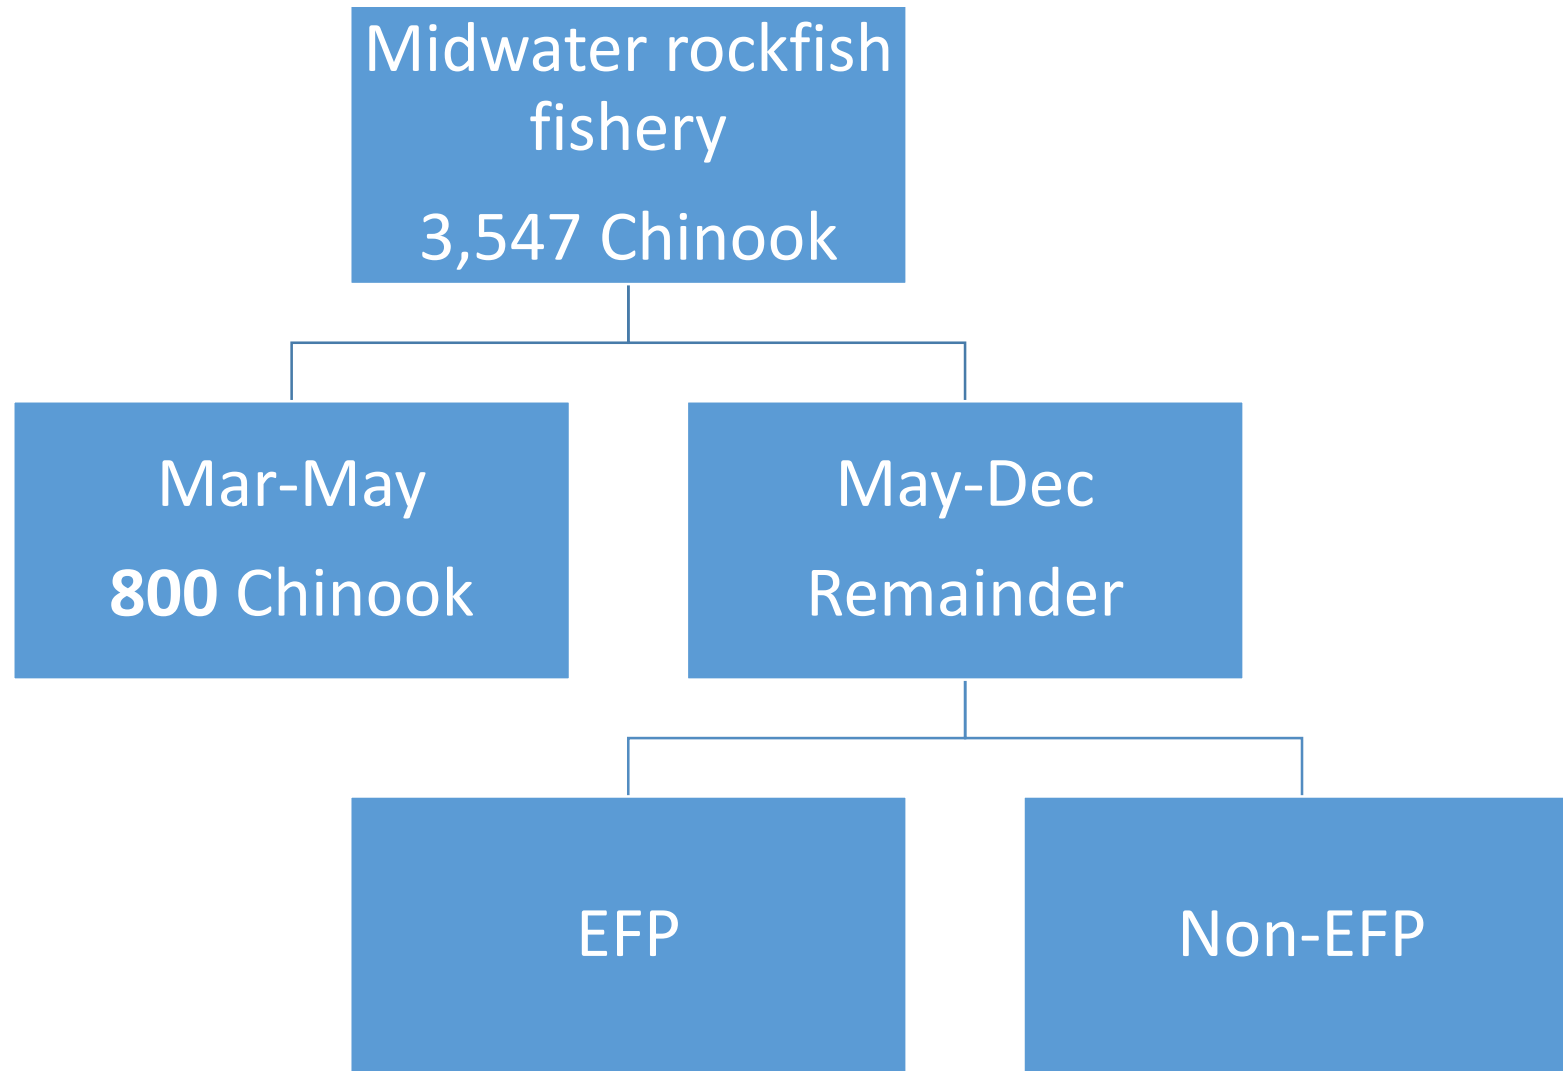 Midwater rockfish
fishery
3,547 Chinook
Mar-May
800 Chinook
May-Dec
Remainder
EFP
Non-EFP